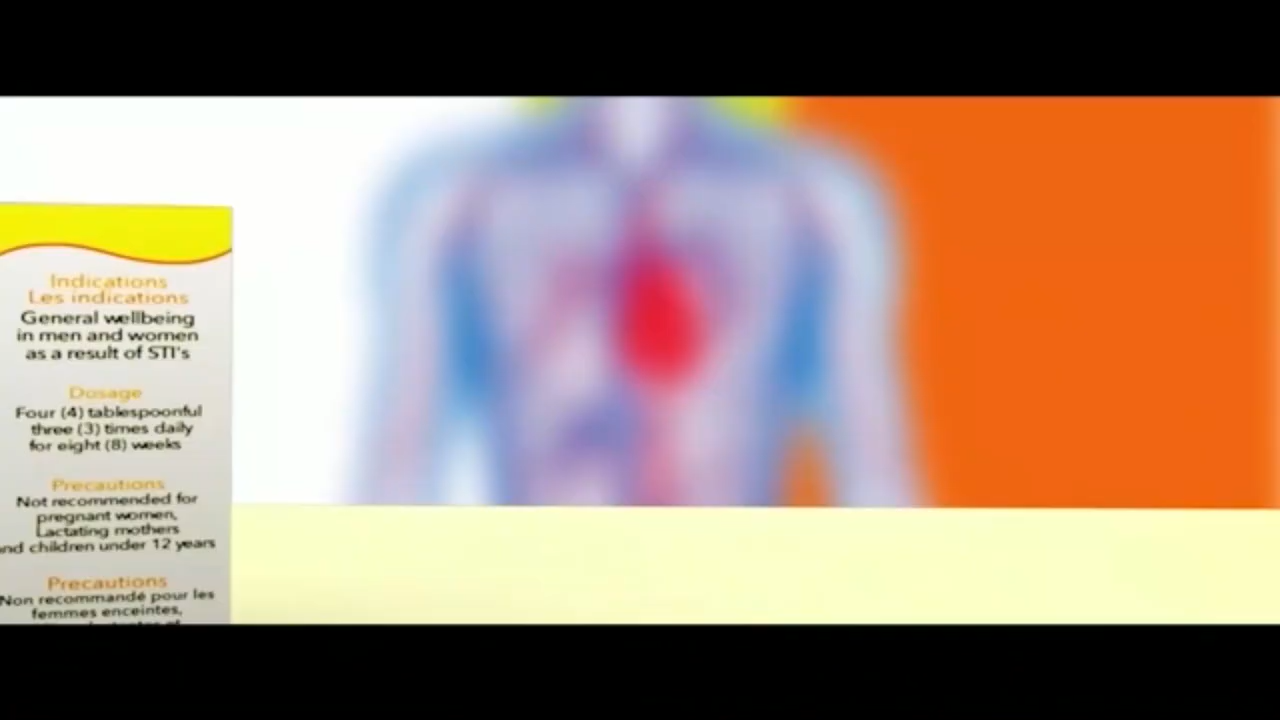 Indications
Les indications
General wellbeing
in men and women
as a result of STI's
Dosage
Four (4) tablespoonful
three (3) times daily
for eight (8) weeks
Precautions
Not recommended for
pregnant women,
Lactating mothers
and children under 12 years
Precautions
Non recommandé pour les
femmes enceintes,